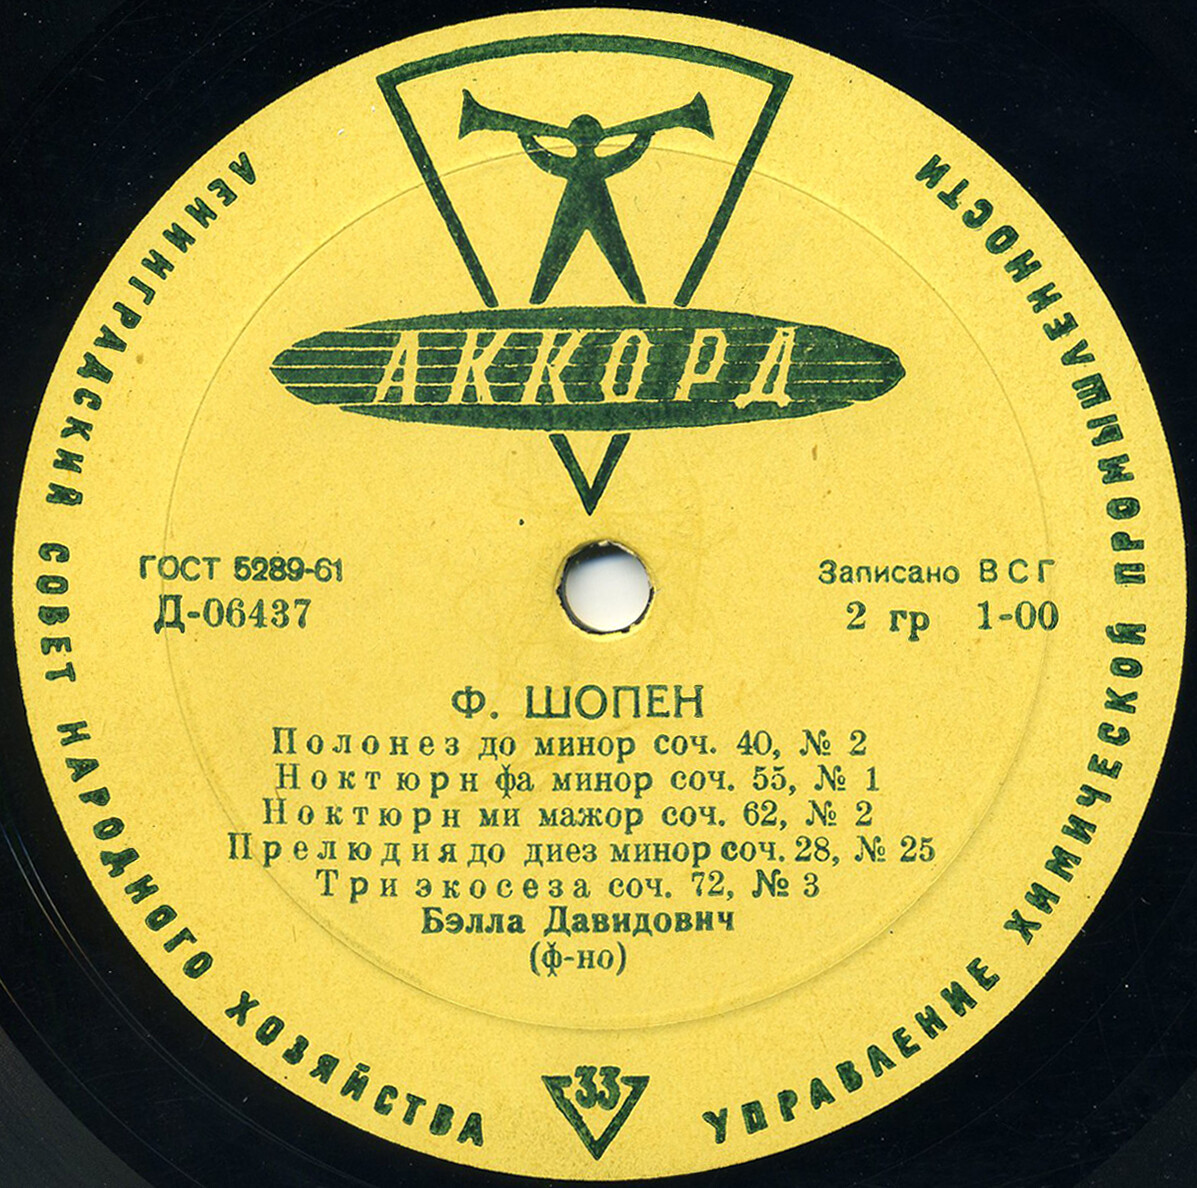 АККОРД
ЛЕНИНГРАДСКИЙ СОВЕТ НАРОДНОГО ХОЗЯЙСТВА
УПРАВЛЕНИЕ ХИМИЧЕСКОЙ ПРОМЫШЛЕННОСТИ
ГОСТ 5289-61
Д-06437
Записано ВСГ
2 гр 1-00
Ф. ШОПЕН
Полонез до минор соч. 40, № 2
Ноктюрн фа минор соч. 55, № 1
Ноктюрн ми мажор соч. 62, № 2
Прелюдия до диез минор соч. 28, № 25
Три экосеза соч. 72, № 3
Бэлла Давидович
(ф-но)
33